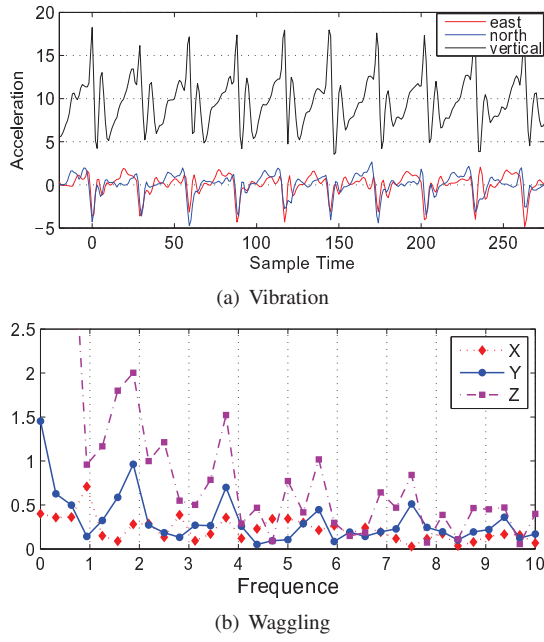 20
15
10
5
0
−5
Acceleration
east
north
vertical
0 50 100 150 200 250
Sample Time
(a) Vibration
2.5
2
1.5
1
0.5
0
X
Y
Z
0 1 2 3 4 5 6 7 8 9 10
Frequence
(b) Waggling